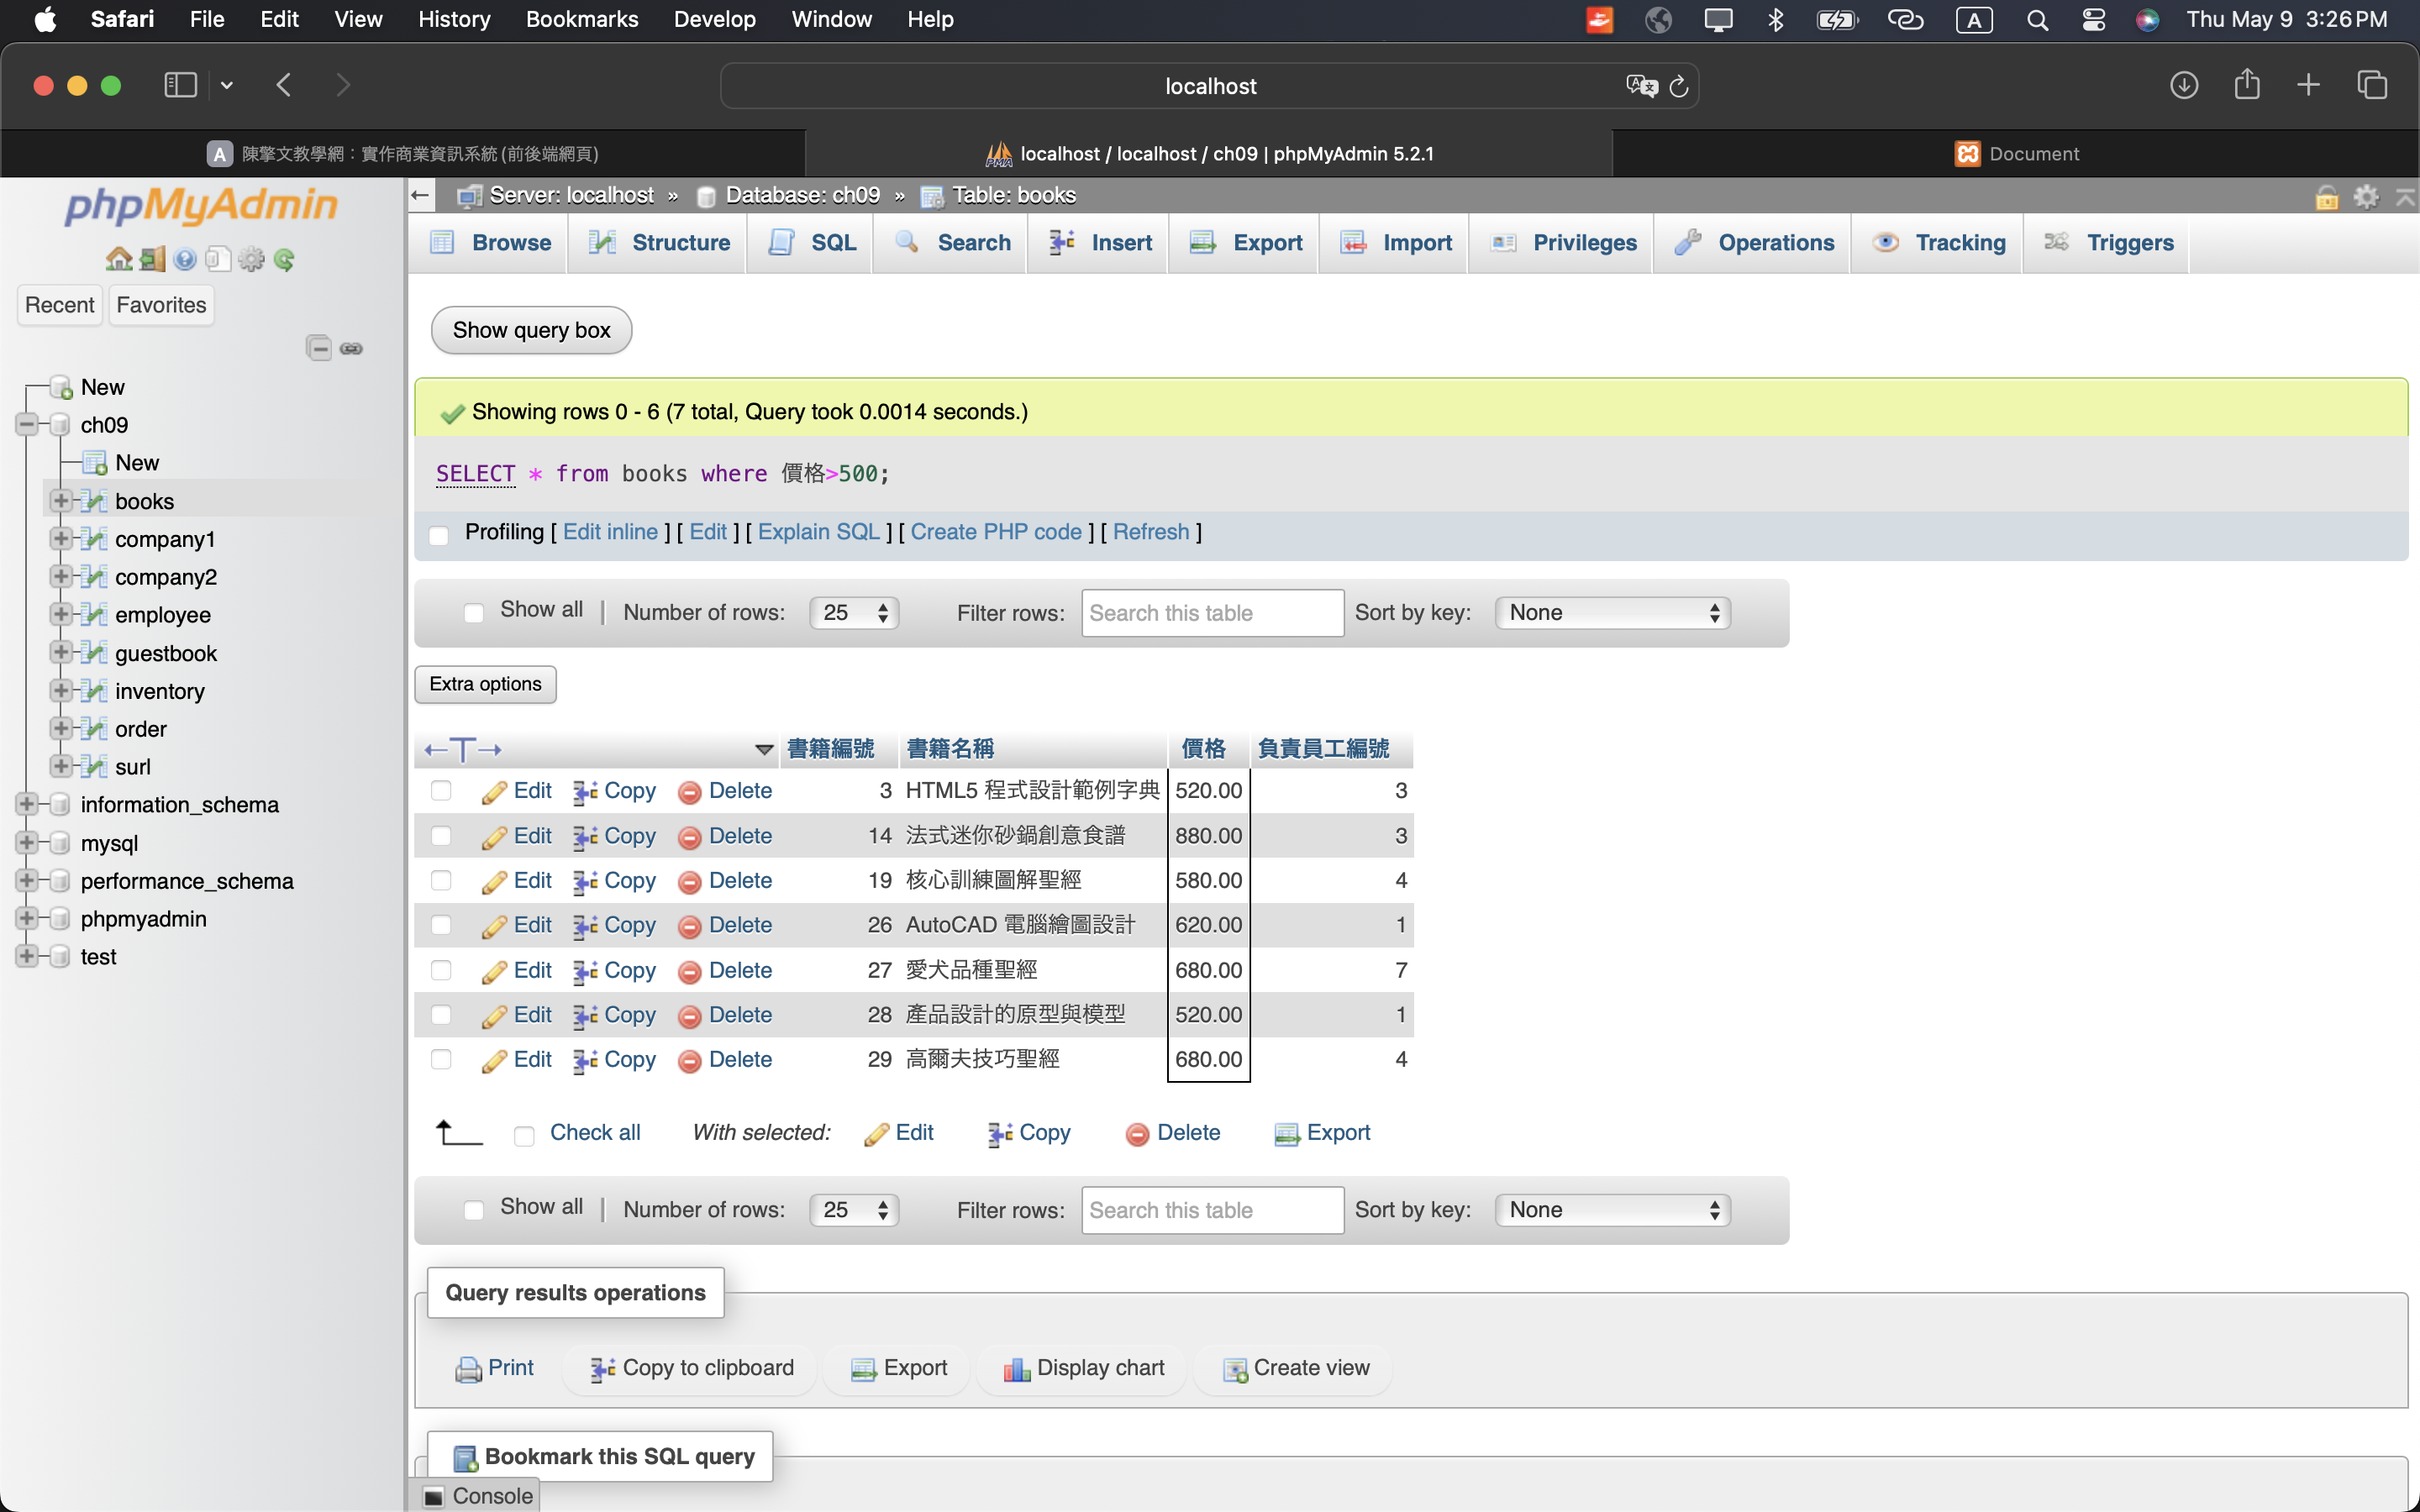 Safari File Edit View History Bookmarks Develop Window Help A Thu May 9 3:26 PM
localhost
A 陳擎文教學網：實作商業資訊系統(前後端網頁)
localhost / localhost / ch09 | phpMyAdmin 5.2.1
Document
phpMyAdmin
Recent Favorites
New
ch09
New
books
company1
company2
employee
guestbook
inventory
order
surl
information_schema
mysql
performance_schema
phpmyadmin
test
Server: localhost » Database: ch09 » Table: books
Browse Structure SQL Search Insert Export Import Privileges Operations Tracking Triggers
Show query box
Showing rows 0 - 6 (7 total, Query took 0.0014 seconds.)
SELECT * from books where 價格>500;
Profiling [ Edit inline ] [ Edit ] [ Explain SQL ] [ Create PHP code ] [ Refresh ]
Show all | Number of rows: 25 Filter rows: Search this table Sort by key: None
Extra options
←T→ 書籍編號 書籍名稱 價格 負責員工編號
Edit Copy Delete 3 HTML5 程式設計範例字典 520.00 3
Edit Copy Delete 14 法式迷你砂鍋創意食譜 880.00 3
Edit Copy Delete 19 核心訓練圖解聖經 580.00 4
Edit Copy Delete 26 AutoCAD 電腦繪圖設計 620.00 1
Edit Copy Delete 27 愛犬品種聖經 680.00 7
Edit Copy Delete 28 產品設計的原型與模型 520.00 1
Edit Copy Delete 29 高爾夫技巧聖經 680.00 4
Check all With selected: Edit Copy Delete Export
Show all | Number of rows: 25 Filter rows: Search this table Sort by key: None
Query results operations
Print Copy to clipboard Export Display chart Create view
Bookmark this SQL query
Console